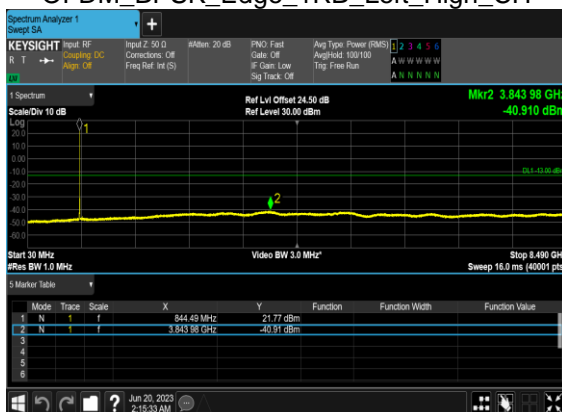 OFDM_BPSK_Edge_1RB_Left_High_CH
Spectrum Analyzer 1
Swept SA
+
KEYSIGHT
R T
LXI
Input: RF
Coupling: DC
Align: Off
Input Z: 50 Ω
Corrections: Off
Freq Ref: Int (S)
#Atten: 20 dB
PNO: Fast
Gate: Off
IF Gain: Low
Sig Track: Off
Avg Type: Power (RMS)
Avg|Hold: 100/100
Trig: Free Run
1 2 3 4 5 6
A W W W W W
A N N N N N
1 Spectrum
Scale/Div 10 dB
Ref Lvl Offset 24.50 dB
Ref Level 30.00 dBm
Mkr2 3.843 98 GHz
-40.910 dBm
Log
20.0
10.0
0.00
-10.0
-20.0
-30.0
-40.0
-50.0
-60.0
1
2
DL1 -13.00 dBm
Start 30 MHz
#Res BW 1.0 MHz
Video BW 3.0 MHz*
Stop 8.490 GH
Sweep 16.0 ms (40001 pts
5 Marker Table
Mode Trace Scale X Y Function Function Width Function Value
1 N 1 f 844.49 MHz 21.77 dBm
2 N 1 f 3.843 98 GHz -40.91 dBm
3
4
5
6
?
Jun 20, 2023
2:15:33 AM